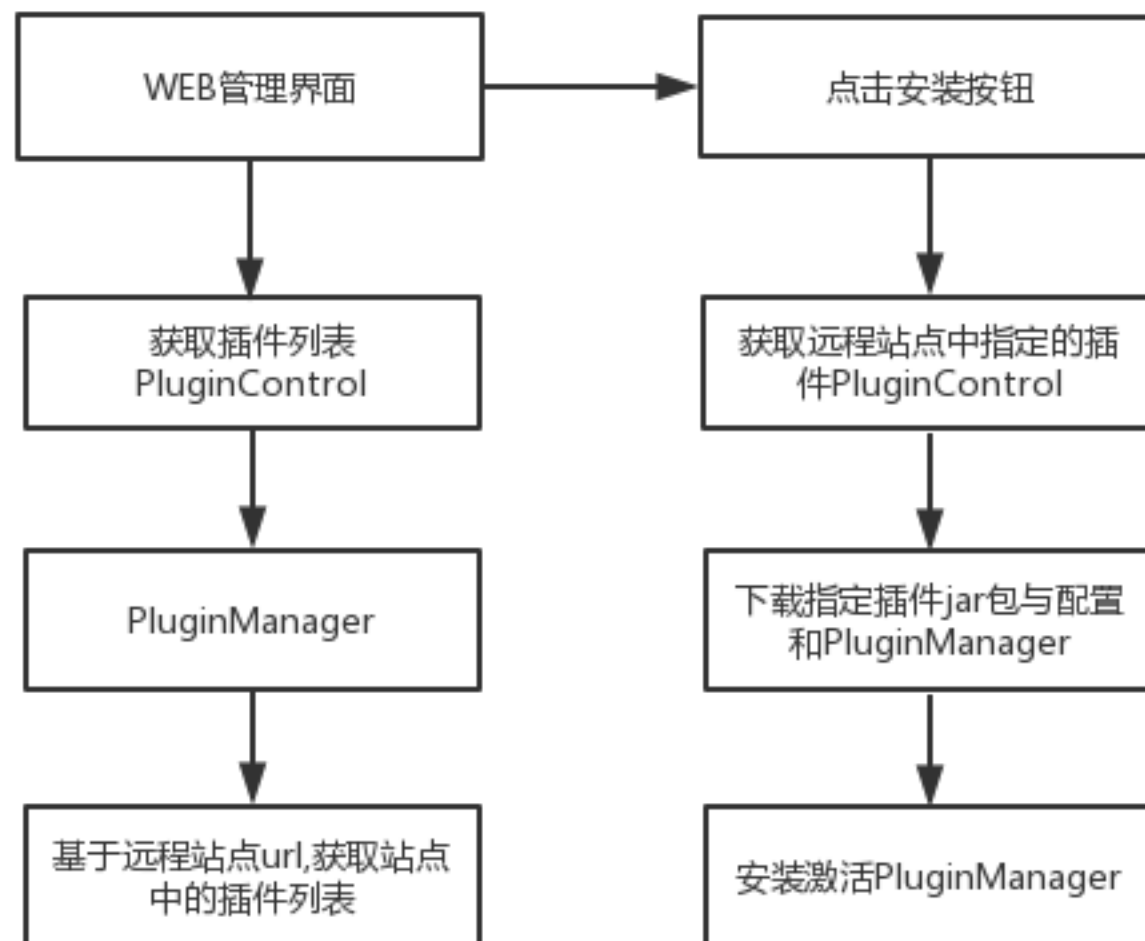 WEB管理界面
点击安装按钮
获取插件列表
PluginControl
获取远程站点中指定的插
件PluginControl
PluginManager
下载指定插件jar包与配置
和PluginManager
基于远程站点url,获取站点
中的插件列表
安装激活PluginManager